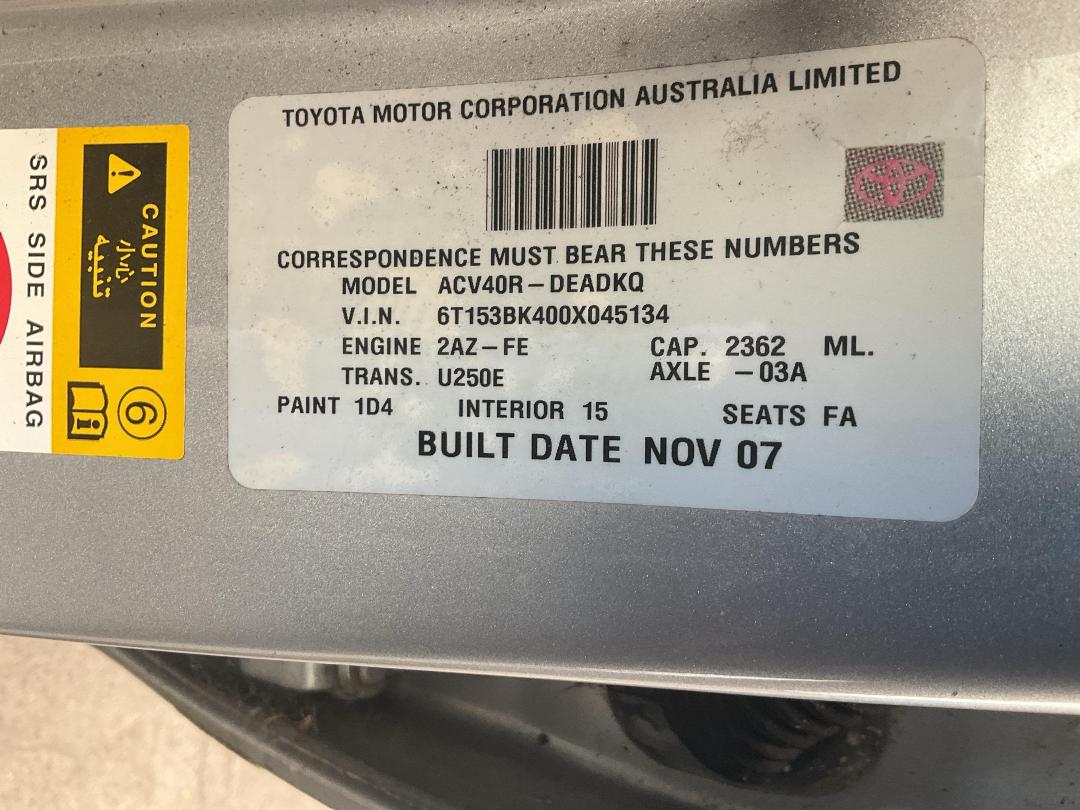 TOYOTA MOTOR CORPORATION AUSTRALIA LIMITED
CORRESPONDENCE MUST BEAR THESE NUMBERS
MODEL ACV40R-DEADKQ
V.I.N. 6T153BK400X045134
ENGINE 2AZ-FE CAP. 2362 ML.
TRANS. U250E AXLE -03A
PAINT 1D4 INTERIOR 15 SEATS FA
BUILT DATE NOV 07
CAUTION
تنبيه
6
i
SRS SIDE AIRBAG